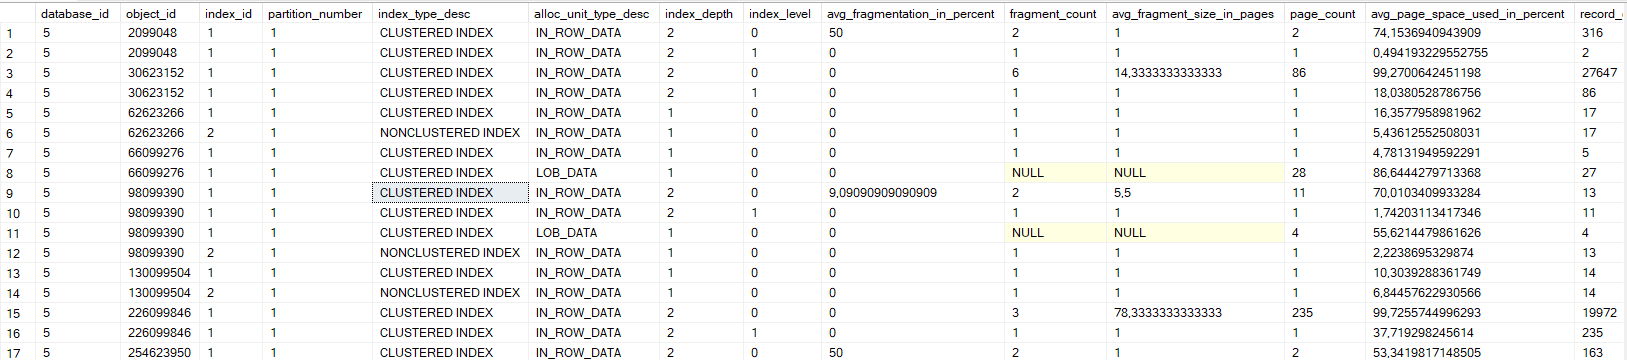 database_id object_id index_id partition_number index_type_desc alloc_unit_type_desc index_depth index_level avg_fragmentation_in_percent fragment_count avg_fragment_size_in_pages page_count avg_page_space_used_in_percent record_
1 5 2099048 1 1 CLUSTERED INDEX IN_ROW_DATA 2 0 50 2 1 2 74,1536940943909 316
2 5 2099048 1 1 CLUSTERED INDEX IN_ROW_DATA 2 1 0 1 1 1 0,494193229552755 2
3 5 30623152 1 1 CLUSTERED INDEX IN_ROW_DATA 2 0 0 6 14,3333333333333 86 99,2700642451198 27647
4 5 30623152 1 1 CLUSTERED INDEX IN_ROW_DATA 2 1 0 1 1 1 18,0380528786756 86
5 5 62623266 1 1 CLUSTERED INDEX IN_ROW_DATA 1 0 0 1 1 1 16,3577958981962 17
6 5 62623266 2 1 NONCLUSTERED INDEX IN_ROW_DATA 1 0 0 1 1 1 5,43612552508031 17
7 5 66099276 1 1 CLUSTERED INDEX IN_ROW_DATA 1 0 0 1 1 1 4,78131949592291 5
8 5 66099276 1 1 CLUSTERED INDEX LOB_DATA 1 0 0 NULL NULL 28 86,6444279713368 27
9 5 98099390 1 1 CLUSTERED INDEX IN_ROW_DATA 2 0 9,09090909090909 2 5,5 11 70,0103409933284 13
10 5 98099390 1 1 CLUSTERED INDEX IN_ROW_DATA 2 1 0 1 1 1 1,74203113417346 11
11 5 98099390 1 1 CLUSTERED INDEX LOB_DATA 1 0 0 NULL NULL 4 55,6214479861626 4
12 5 98099390 2 1 NONCLUSTERED INDEX IN_ROW_DATA 1 0 0 1 1 1 2,2238695329874 13
13 5 130099504 1 1 CLUSTERED INDEX IN_ROW_DATA 1 0 0 1 1 1 10,3039288361749 14
14 5 130099504 2 1 NONCLUSTERED INDEX IN_ROW_DATA 1 0 0 1 1 1 6,84457622930566 14
15 5 226099846 1 1 CLUSTERED INDEX IN_ROW_DATA 2 0 0 3 78,3333333333333 235 99,7255744996293 19972
16 5 226099846 1 1 CLUSTERED INDEX IN_ROW_DATA 2 1 0 1 1 1 37,719298245614 235
17 5 254623950 1 1 CLUSTERED INDEX IN_ROW_DATA 2 0 50 2 1 2 53,3419817148505 163